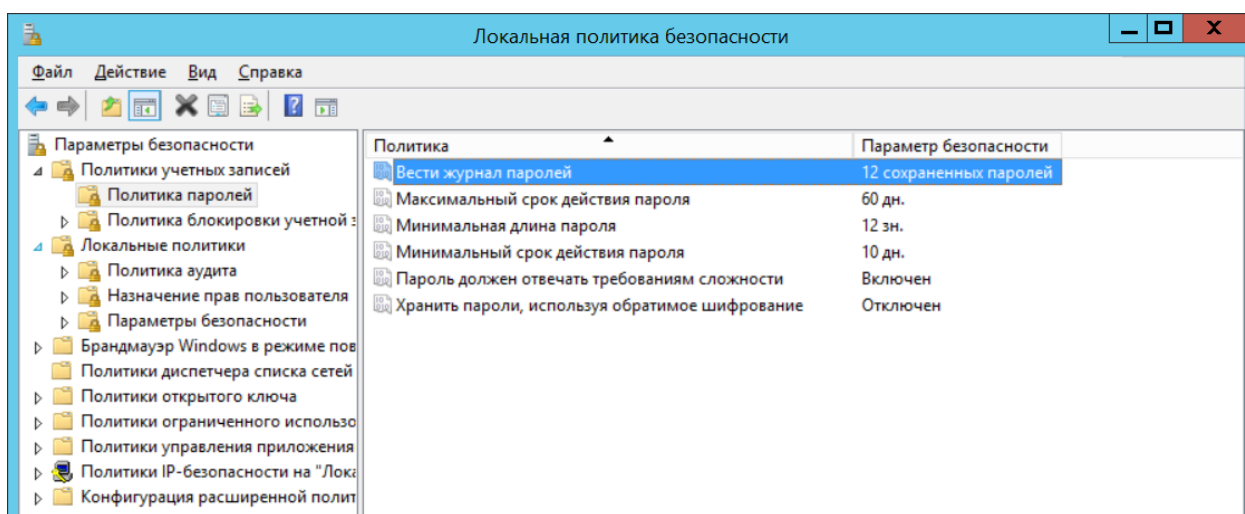 Локальная политика безопасности
Файл Действие Вид Справка
Параметры безопасности
Политики учетных записей
Политика паролей
Политика блокировки учетной з
Локальные политики
Политика аудита
Назначение прав пользователя
Параметры безопасности
Брандмауэр Windows в режиме пов
Политики диспетчера списка сетей
Политики открытого ключа
Политики ограниченного использо
Политики управления приложения
Политики IP-безопасности на "Лока
Конфигурация расширенной полит
Политика Параметр безопасности
Вести журнал паролей 12 сохраненных паролей
Максимальный срок действия пароля 60 дн.
Минимальная длина пароля 12 зн.
Минимальный срок действия пароля 10 дн.
Пароль должен отвечать требованиям сложности Включен
Хранить пароли, используя обратимое шифрование Отключен